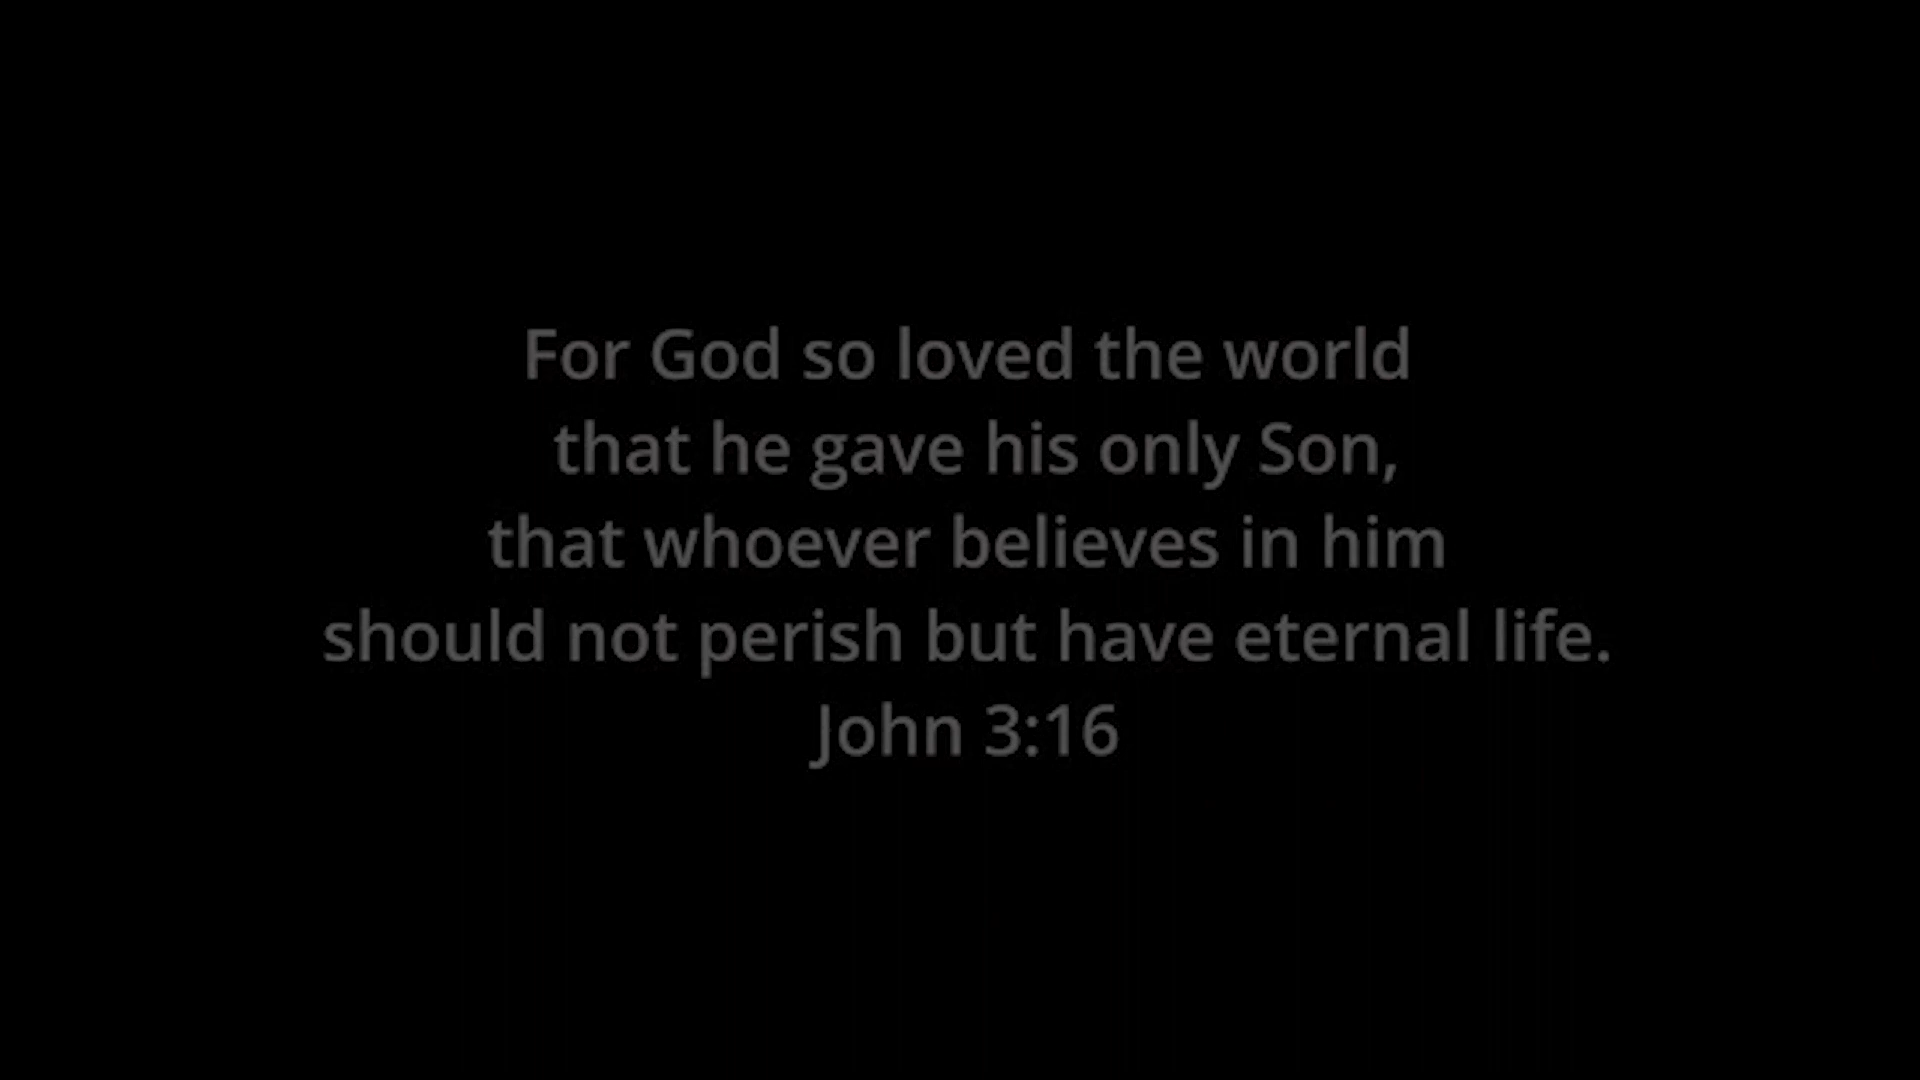 For God so loved the world
that he gave his only Son,
that whoever believes in him
should not perish but have eternal life.
John 3:16